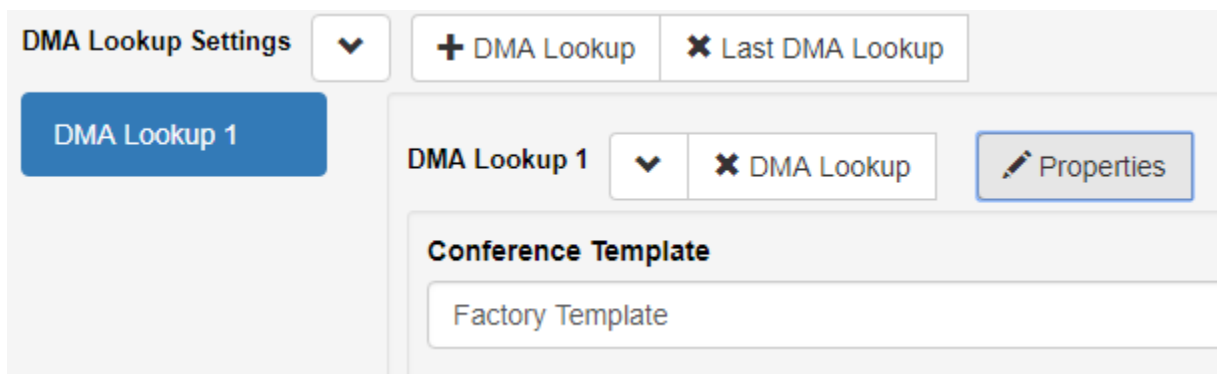 DMA Lookup Settings DMA Lookup Last DMA Lookup
DMA Lookup 1
DMA Lookup 1 DMA Lookup Properties
Conference Template
Factory Template